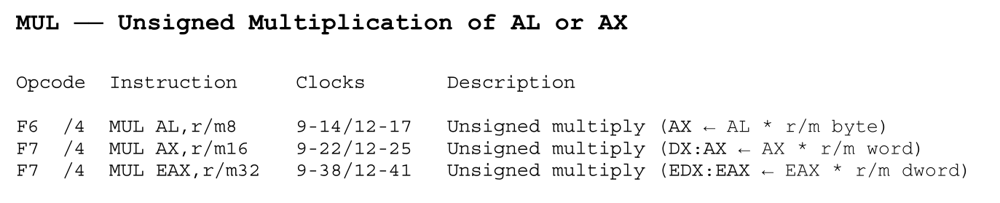 MUL —— Unsigned Multiplication of AL or AX
Opcode Instruction Clocks Description
F6 /4 MUL AL,r/m8 9-14/12-17 Unsigned multiply (AX ← AL * r/m byte)
F7 /4 MUL AX,r/m16 9-22/12-25 Unsigned multiply (DX:AX ← AX * r/m word)
F7 /4 MUL EAX,r/m32 9-38/12-41 Unsigned multiply (EDX:EAX ← EAX * r/m dword)